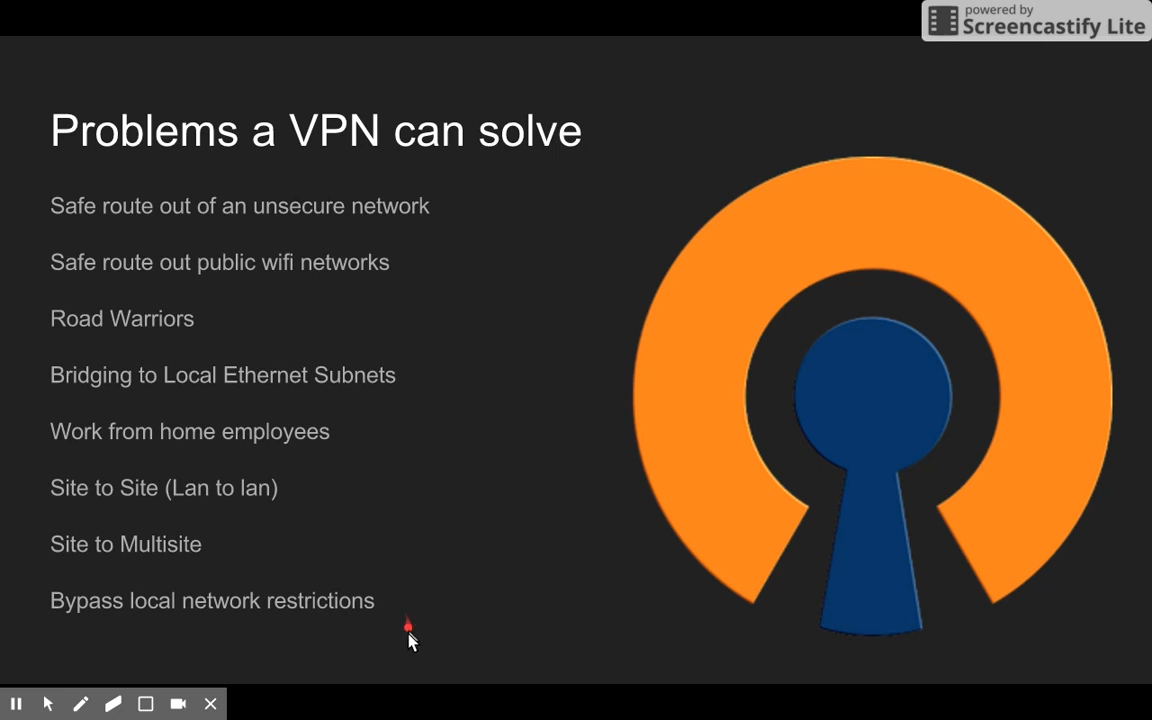 powered by
Screencastify Lite
Problems a VPN can solve
Safe route out of an unsecure network
Safe route out public wifi networks
Road Warriors
Bridging to Local Ethernet Subnets
Work from home employees
Site to Site (Lan to lan)
Site to Multisite
Bypass local network restrictions